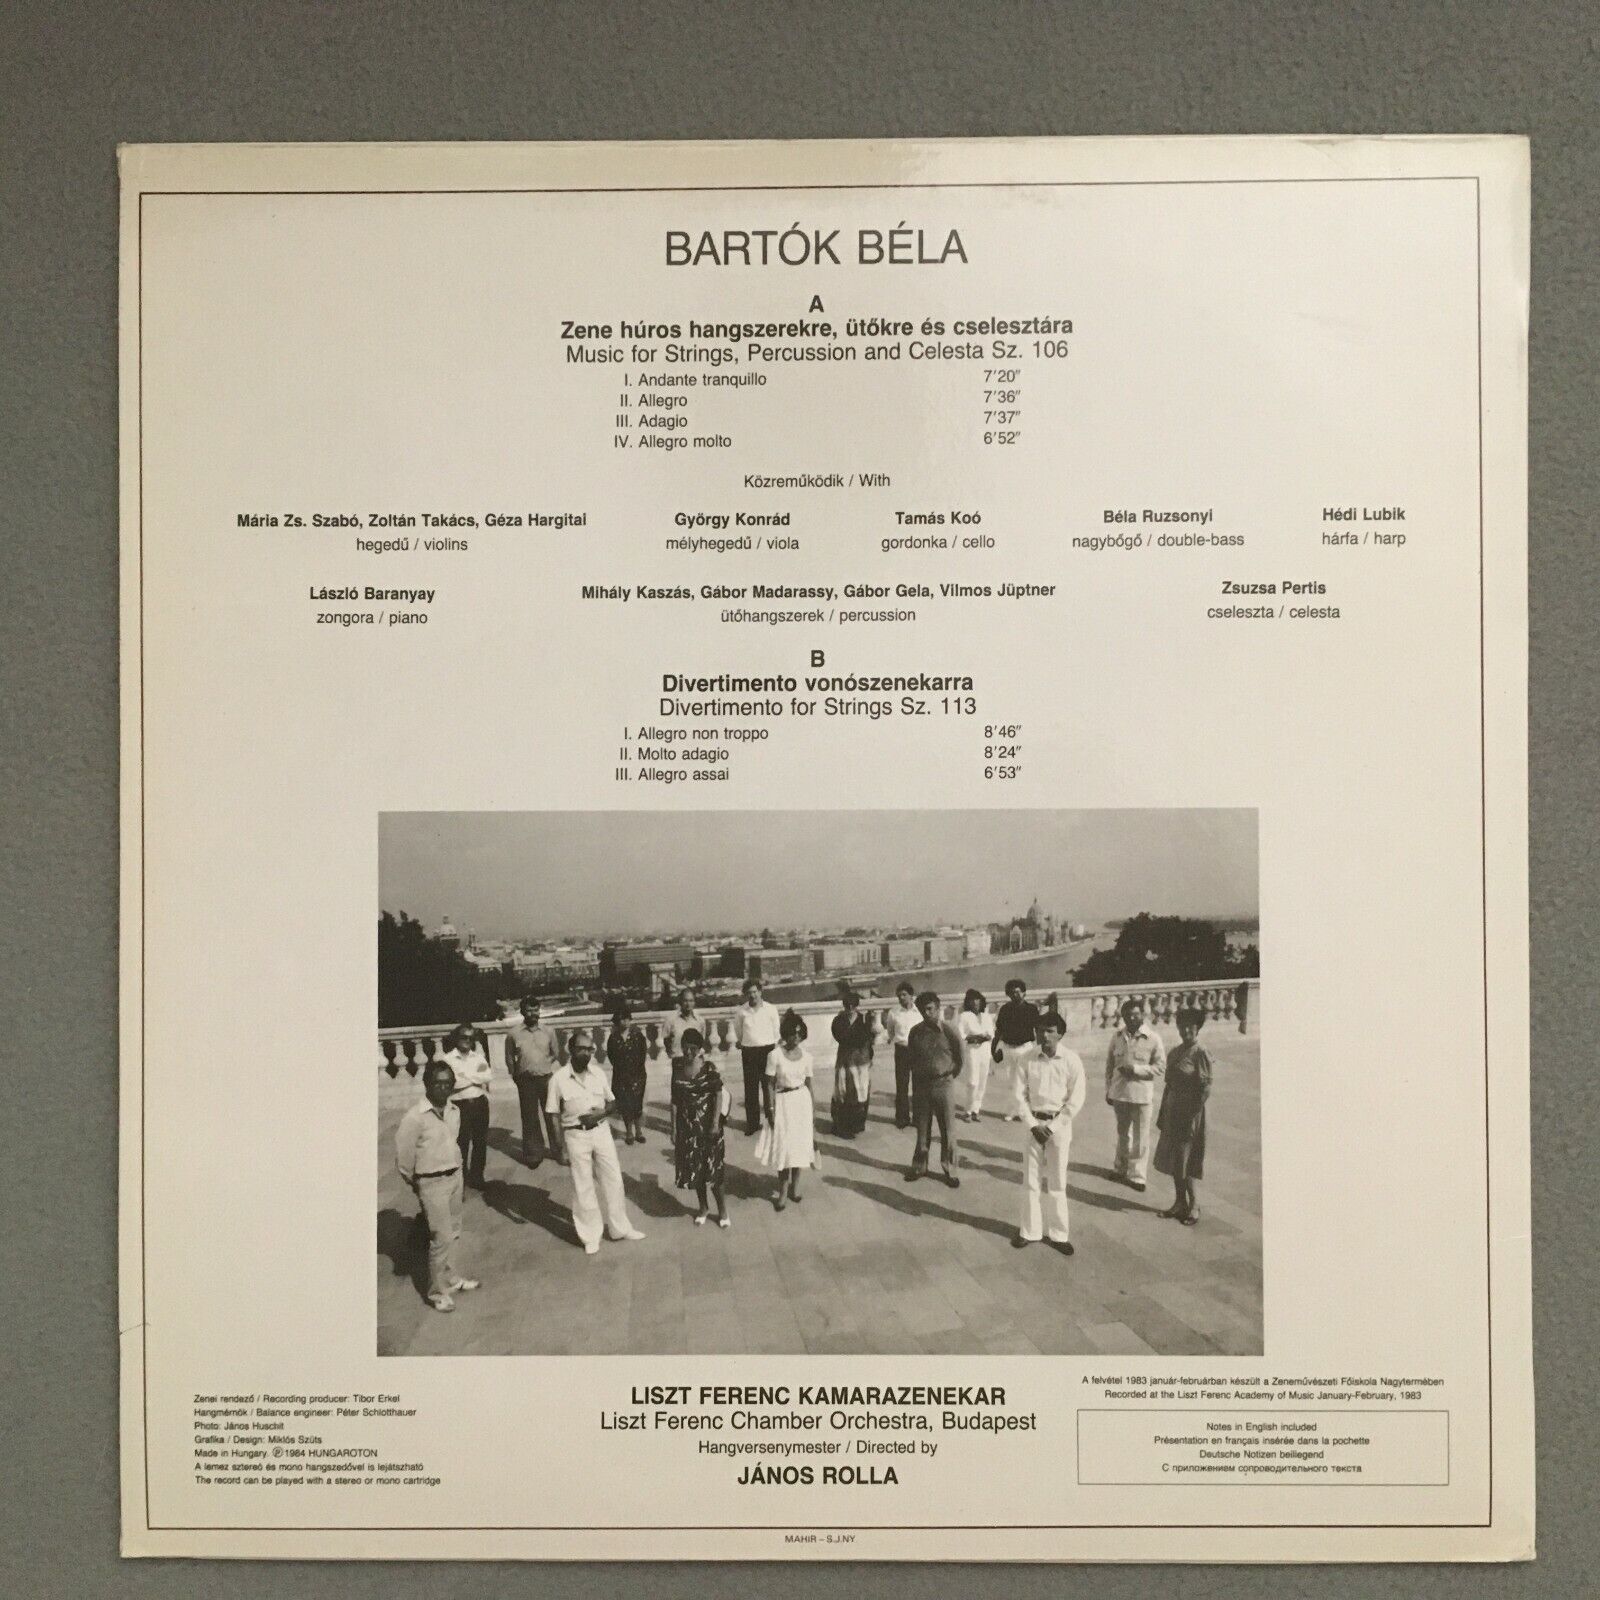 BARTÓK BÉLA
A
Zene húros hangszerekre, ütőkre és cselesztára
Music for Strings, Percussion and Celesta Sz. 106
I. Andante tranquillo 7'20"
II. Allegro 7'36"
III. Adagio 7'37"
IV. Allegro molto 6'52"
Közreműködik / With
Mária Zs. Szabó, Zoltán Takács, Géza Hargitai
hegedű / violins
György Konrád
mélyhegedű / viola
Tamás Koó
gordonka / cello
Béla Ruzsonyi
nagybőgő / double-bass
Hédi Lubik
hárfa / harp
László Baranyay
zongora / piano
Mihály Kaszás, Gábor Madarassy, Gábor Gela, Vilmos Jüptner
ütőhangszerek / percussion
Zsuzsa Pertis
cseleszta / celesta
B
Divertimento vonószenekarra
Divertimento for Strings Sz. 113
I. Allegro non troppo 8'46"
II. Molto adagio 8'24"
III. Allegro assai 6'53"
Zenei rendező / Recording producer: Tibor Erkel
Hangmérnök / Balance engineer: Péter Schlotthauer
Photo: János Huschit
Grafika / Design: Miklós Szüts
Made in Hungary. Ⓟ 1984 HUNGAROTON
A lemez sztereó és mono hangszedővel is lejátszható
The record can be played with a stereo or mono cartridge
LISZT FERENC KAMARAZENEKAR
Liszt Ferenc Chamber Orchestra, Budapest
Hangversenymester / Directed by
JÁNOS ROLLA
A felvétel 1983 január-februárban készült a Zeneművészeti Főiskola Nagytermében
Recorded at the Liszt Ferenc Academy of Music January-February, 1983
Notes in English included
Présentation en français insérée dans la pochette
Deutsche Notizen beiliegend
С приложением сопроводительного текста
MAHIR – S.J.NY